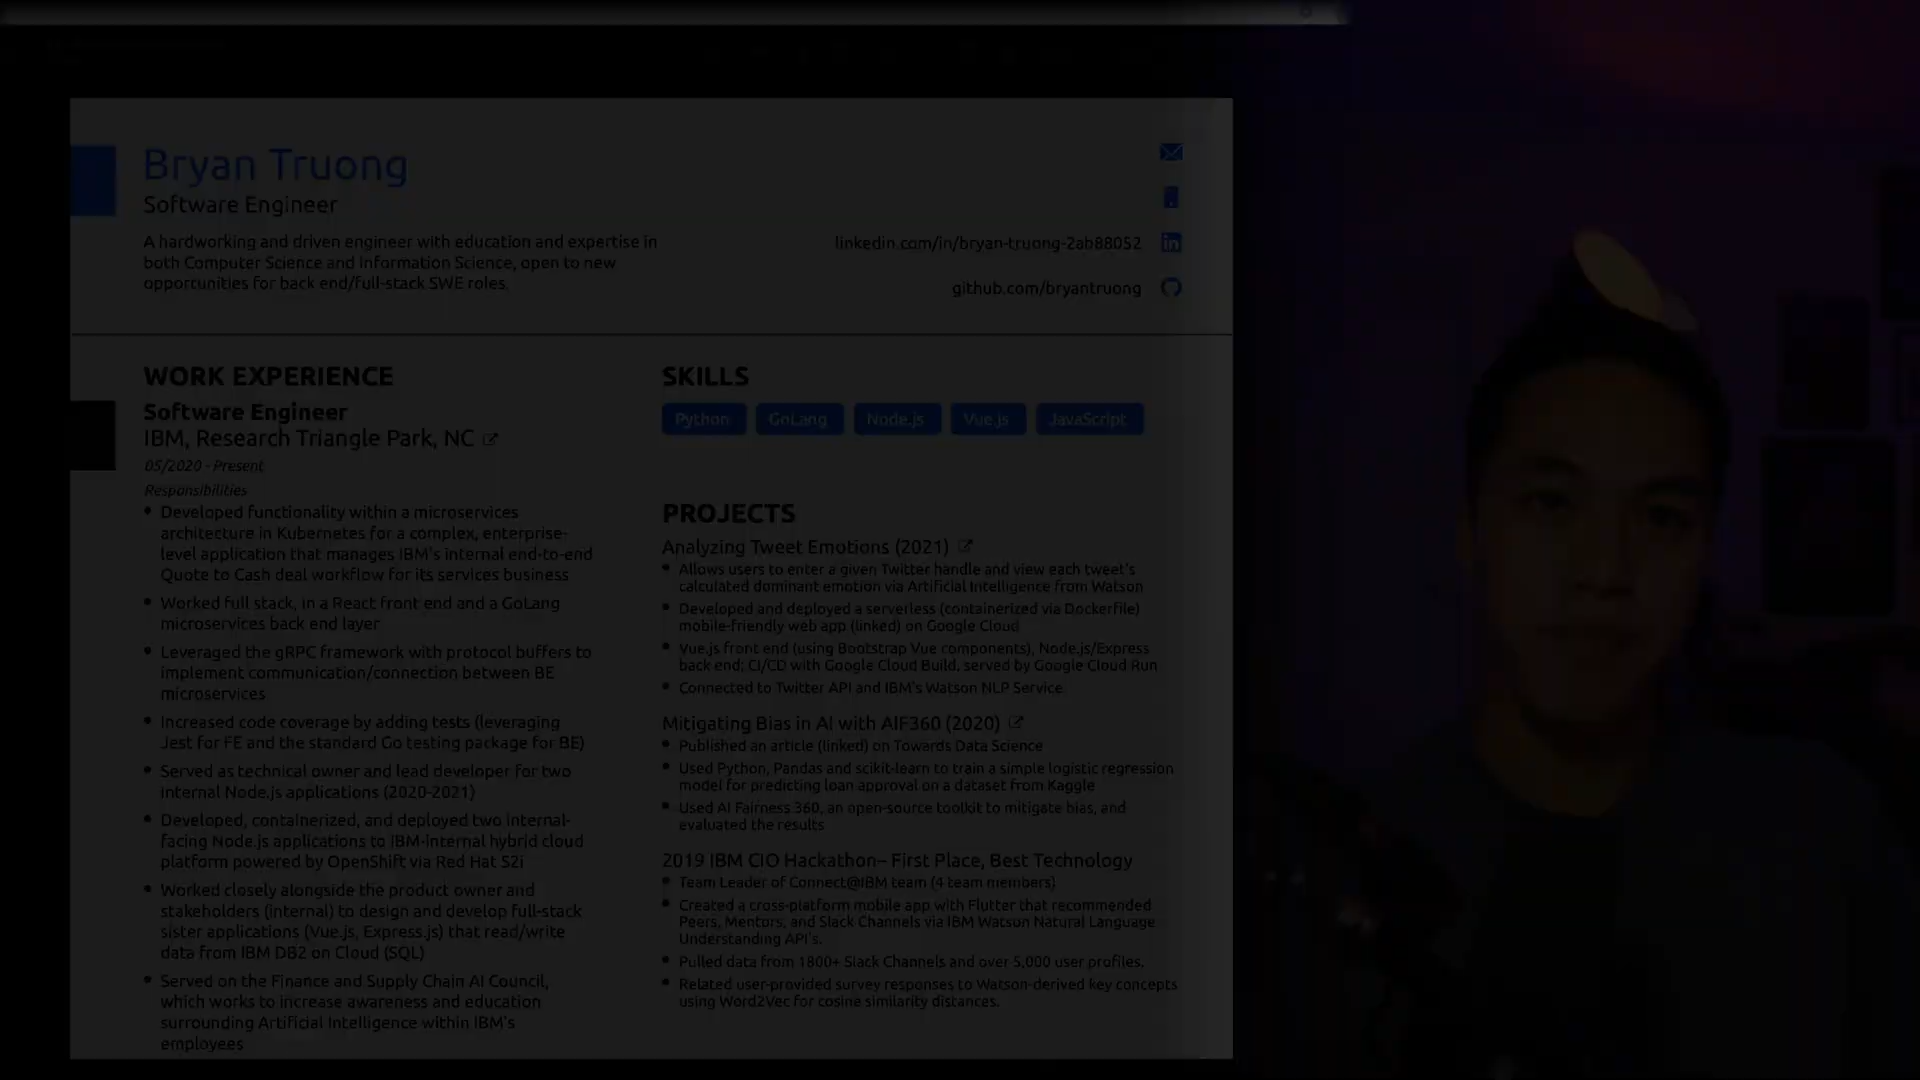 Bryan Truong
Software Engineer
A hardworking and driven engineer with education and expertise in
both Computer Science and Information Science, open to new
opportunities for back end/full-stack SWE roles.
linkedin.com/in/bryan-truong-2ab88052
github.com/bryantruong
WORK EXPERIENCE
Software Engineer
IBM, Research Triangle Park, NC
05/2020 - Present
Responsibilities
Developed functionality within a microservices
architecture in Kubernetes for a complex, enterprise-
level application that manages IBM's internal end-to-end
Quote to Cash deal workflow for its services business
Worked full stack, in a React front end and a GoLang
microservices back end layer
Leveraged the gRPC framework with protocol buffers to
implement communication/connection between BE
microservices
Increased code coverage by adding tests (leveraging
Jest for FE and the standard Go testing package for BE)
Served as technical owner and lead developer for two
internal Node.js applications (2020-2021)
Developed, containerized, and deployed two internal-
facing Node.js applications to IBM-internal hybrid cloud
platform powered by OpenShift via Red Hat S2i
Worked closely alongside the product owner and
stakeholders (internal) to design and develop full-stack
sister applications (Vue.js, Express.js) that read/write
data from IBM DB2 on Cloud (SQL)
Served on the Finance and Supply Chain AI Council,
which works to increase awareness and education
surrounding Artificial Intelligence within IBM's
employees
SKILLS
Python GoLang Node.js Vue.js JavaScript
PROJECTS
Analyzing Tweet Emotions (2021)
Allows users to enter a given Twitter handle and view each tweet's
calculated dominant emotion via Artificial Intelligence from Watson
Developed and deployed a serverless (containerized via Dockerfile)
mobile-friendly web app (linked) on Google Cloud
Vue.js front end (using Bootstrap Vue components), Node.js/Express
back end; CI/CD with Google Cloud Build, served by Google Cloud Run
Connected to Twitter API and IBM's Watson NLP Service
Mitigating Bias in AI with AIF360 (2020)
Published an article (linked) on Towards Data Science
Used Python, Pandas and scikit-learn to train a simple logistic regression
model for predicting loan approval on a dataset from Kaggle
Used AI Fairness 360, an open-source toolkit to mitigate bias, and
evaluated the results
2019 IBM CIO Hackathon– First Place, Best Technology
Team Leader of Connect@IBM team (4 team members)
Created a cross-platform mobile app with Flutter that recommended
Peers, Mentors, and Slack Channels via IBM Watson Natural Language
Understanding API's.
Pulled data from 1800+ Slack Channels and over 5,000 user profiles.
Related user-provided survey responses to Watson-derived key concepts
using Word2Vec for cosine similarity distances.